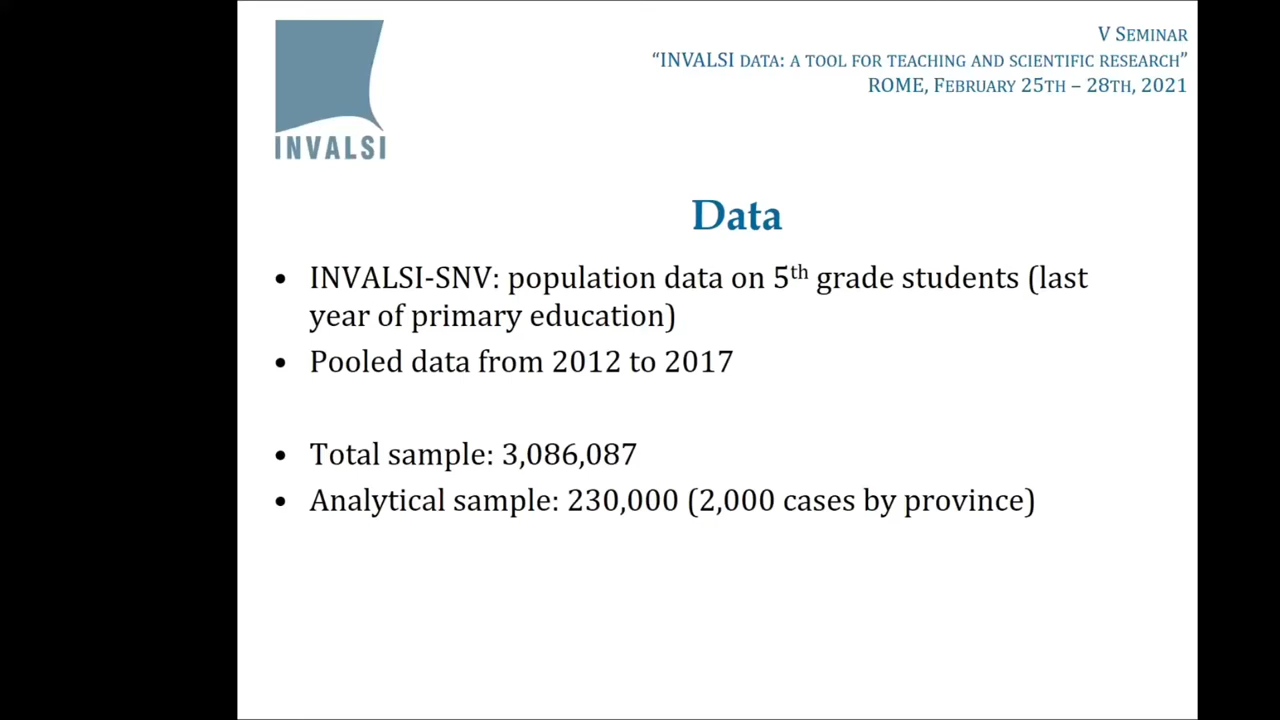 INVALSI
V SEMINAR
“INVALSI DATA: A TOOL FOR TEACHING AND SCIENTIFIC RESEARCH”
ROME, FEBRUARY 25TH – 28TH, 2021
Data
• INVALSI-SNV: population data on 5th grade students (last
year of primary education)
• Pooled data from 2012 to 2017
• Total sample: 3,086,087
• Analytical sample: 230,000 (2,000 cases by province)